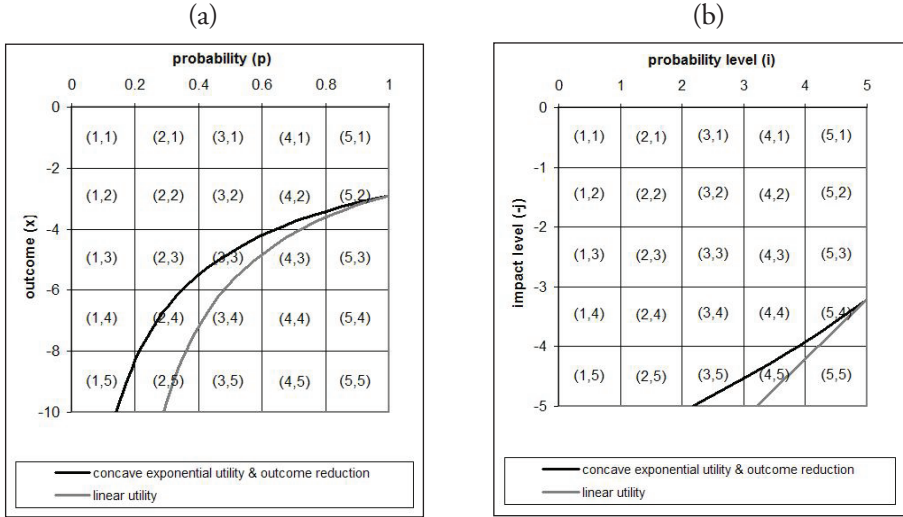 (a)
probability (p)
0 0.2 0.4 0.6 0.8 1
0
(1,1) (2,1) (3,1) (4,1) (5,1)
-2
(1,2) (2,2) (3,2) (4,2) (5,2)
-4
(1,3) (2,3) (3,3) (4,3) (5,3)
-6
(1,4) (2,4) (3,4) (4,4) (5,4)
-8
(1,5) (2,5) (3,5) (4,5) (5,5)
-10
outcome (x)
concave exponential utility & outcome reduction
linear utility
(b)
probability level (i)
0 1 2 3 4 5
0
(1,1) (2,1) (3,1) (4,1) (5,1)
-1
(1,2) (2,2) (3,2) (4,2) (5,2)
-2
(1,3) (2,3) (3,3) (4,3) (5,3)
-3
(1,4) (2,4) (3,4) (4,4) (5,4)
-4
(1,5) (2,5) (3,5) (4,5) (5,5)
-5
impact level (-j)
concave exponential utility & outcome reduction
linear utility